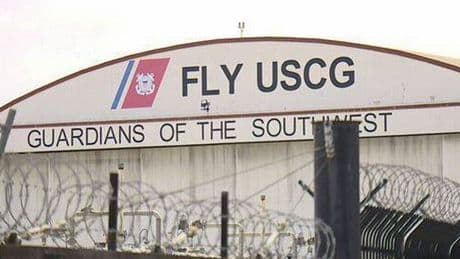 FLY USCG
GUARDIANS OF THE SOUTHWEST